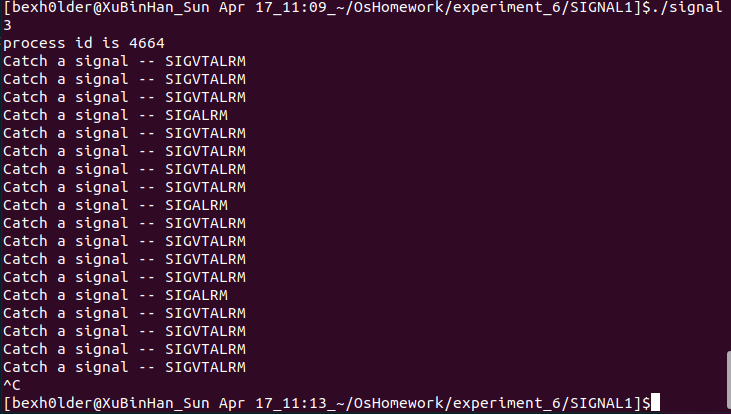 [bexh0lder@XuBinHan_Sun Apr 17_11:09_~/OsHomework/experiment_6/SIGNAL1]$./signal
3
process id is 4664
Catch a signal -- SIGVTALRM
Catch a signal -- SIGVTALRM
Catch a signal -- SIGVTALRM
Catch a signal -- SIGALRM
Catch a signal -- SIGVTALRM
Catch a signal -- SIGVTALRM
Catch a signal -- SIGVTALRM
Catch a signal -- SIGVTALRM
Catch a signal -- SIGALRM
Catch a signal -- SIGVTALRM
Catch a signal -- SIGVTALRM
Catch a signal -- SIGVTALRM
Catch a signal -- SIGVTALRM
Catch a signal -- SIGALRM
Catch a signal -- SIGVTALRM
Catch a signal -- SIGVTALRM
Catch a signal -- SIGVTALRM
Catch a signal -- SIGVTALRM
^C
[bexh0lder@XuBinHan_Sun Apr 17_11:13_~/OsHomework/experiment_6/SIGNAL1]$